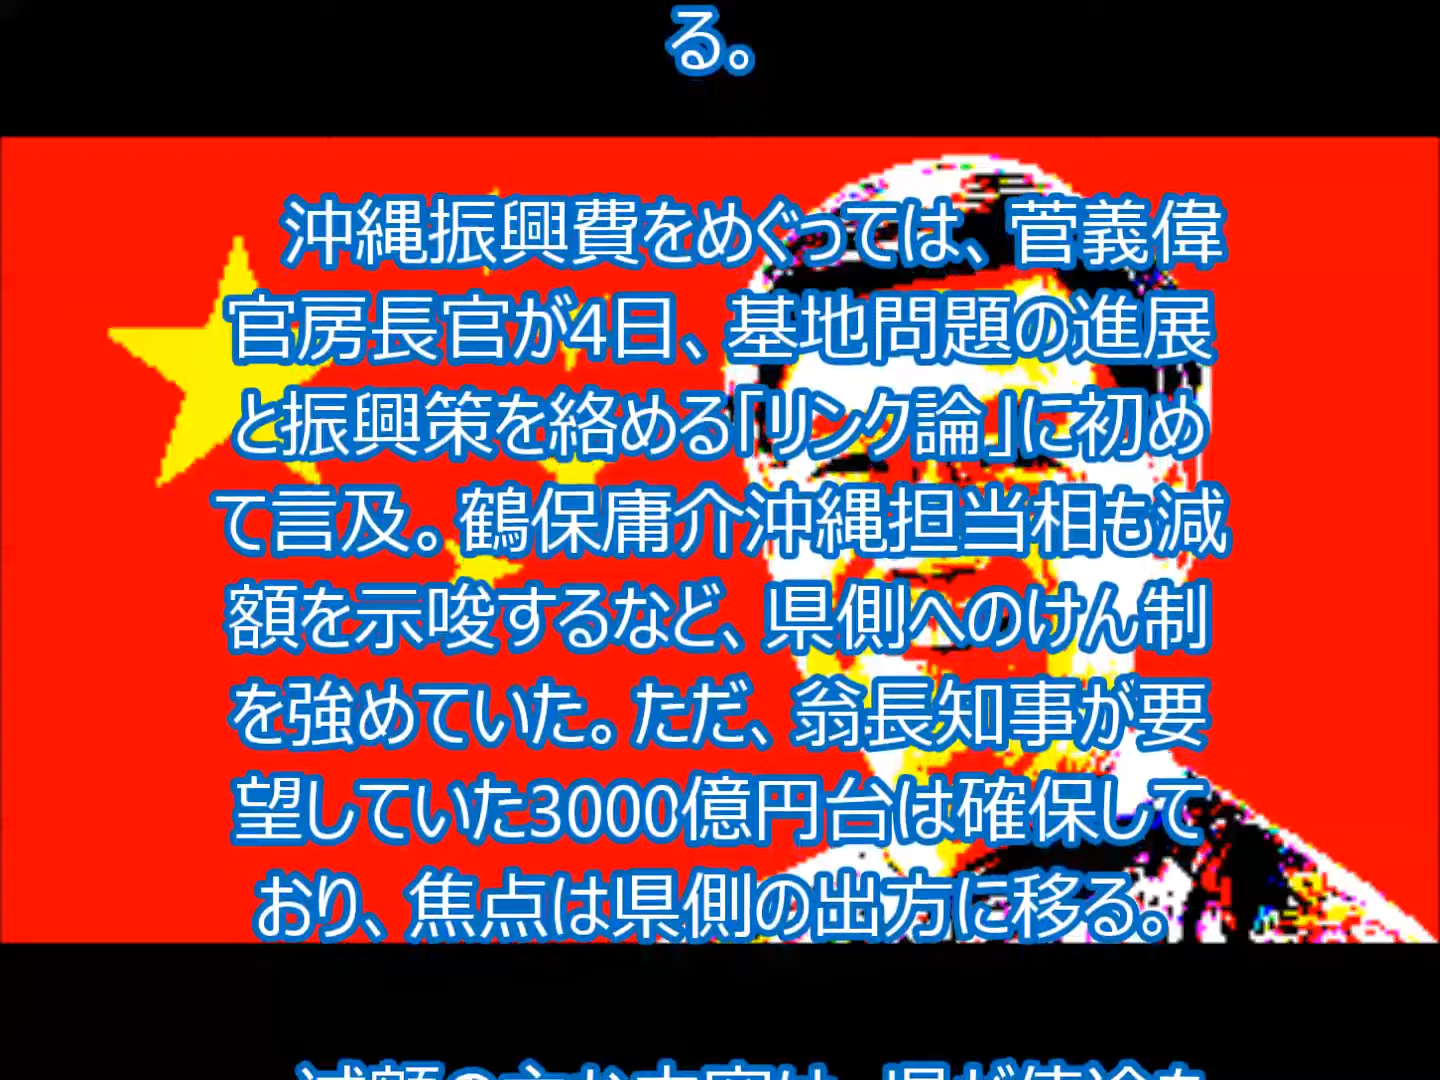 る。
沖縄振興費をめぐっては、菅義偉
官房長官が4日、基地問題の進展
と振興策を絡める「リンク論」に初め
て言及。鶴保庸介沖縄担当相も減
額を示唆するなど、県側へのけん制
を強めていた。ただ、翁長知事が要
望していた3000億円台は確保して
おり、焦点は県側の出方に移る。